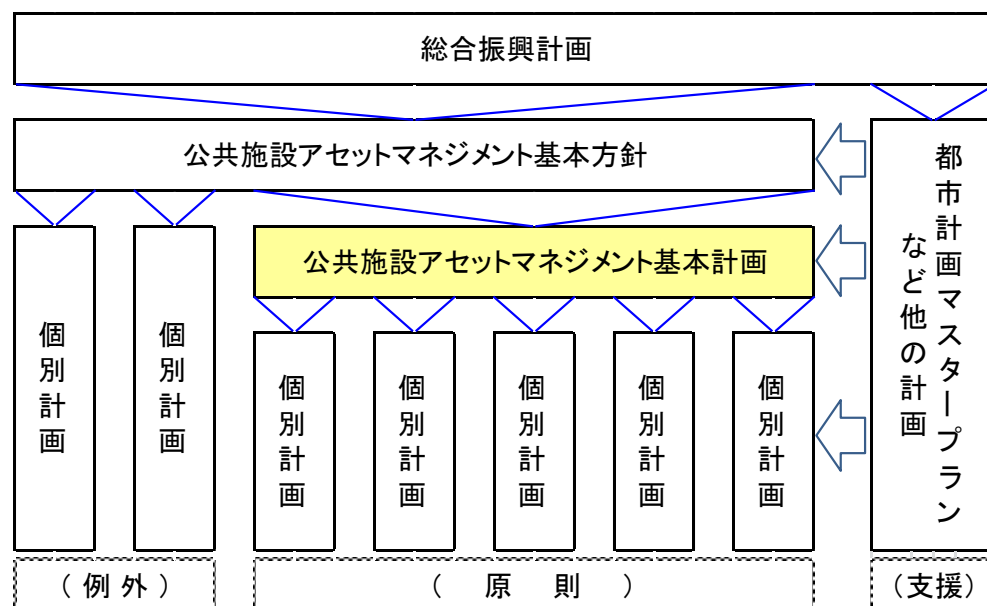 総合振興計画
公共施設アセットマネジメント基本方針
都市計画マスタープラン
など他の計画
公共施設アセットマネジメント基本計画
個別計画
個別計画
個別計画
個別計画
個別計画
個別計画
個別計画
（例外）
（　原　則　）
（支援）